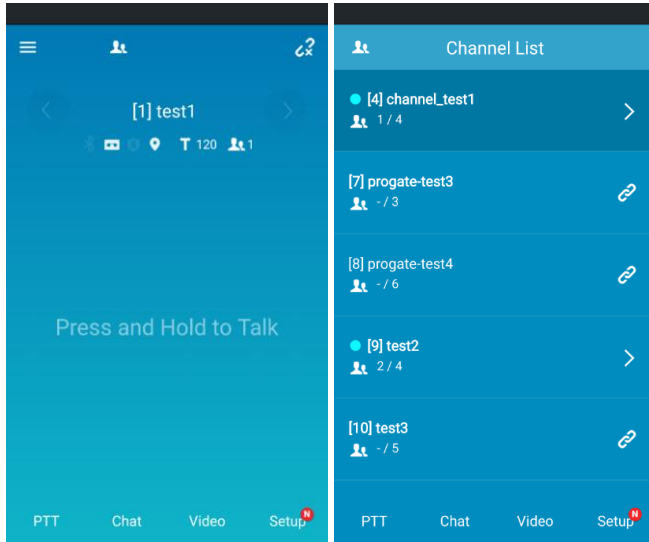 [1] test1
T 120 1
Press and Hold to Talk
PTT Chat Video Setup N
Channel List
[4] channel_test1
1 / 4
[7] progate-test3
- / 3
[8] progate-test4
- / 6
[9] test2
2 / 4
[10] test3
- / 5
PTT Chat Video Setup N